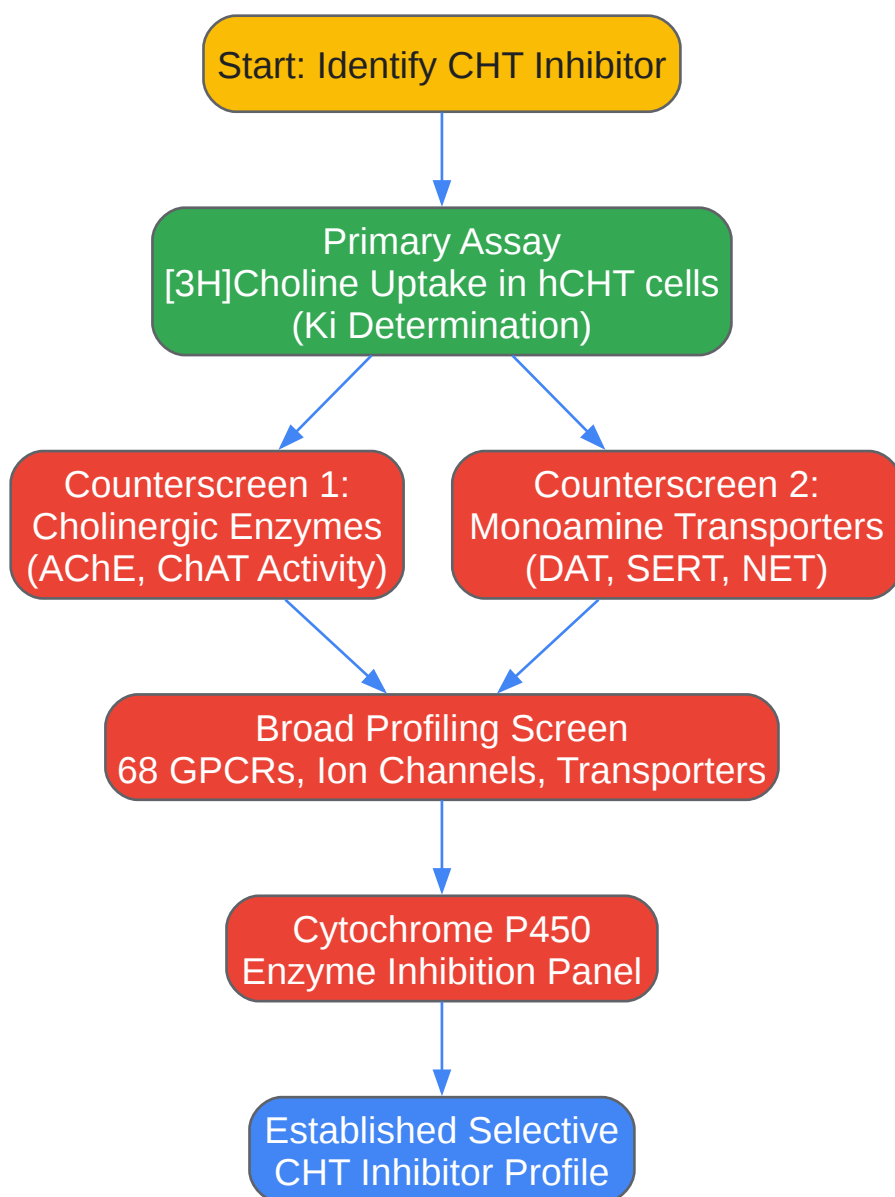 Start: Identify CHT Inhibitor
Primary Assay
[3H]Choline Uptake in hCHT cells
(Ki Determination)
Counterscreen 1:
Cholinergic Enzymes
(AChE, ChAT Activity)
Counterscreen 2:
Monoamine Transporters
(DAT, SERT, NET)
Broad Profiling Screen
68 GPCRs, Ion Channels, Transporters
Cytochrome P450
Enzyme Inhibition Panel
Established Selective
CHT Inhibitor Profile